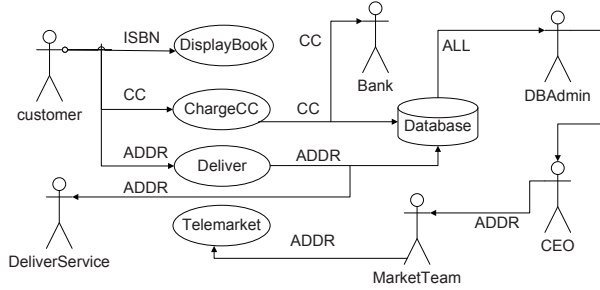 ISBN
DisplayBook
CC
ALL
Bank
DBAdmin
customer
CC
ChargeCC
CC
Database
ADDR
Deliver
ADDR
ADDR
Telemarket
ADDR
ADDR
CEO
DeliverService
MarketTeam